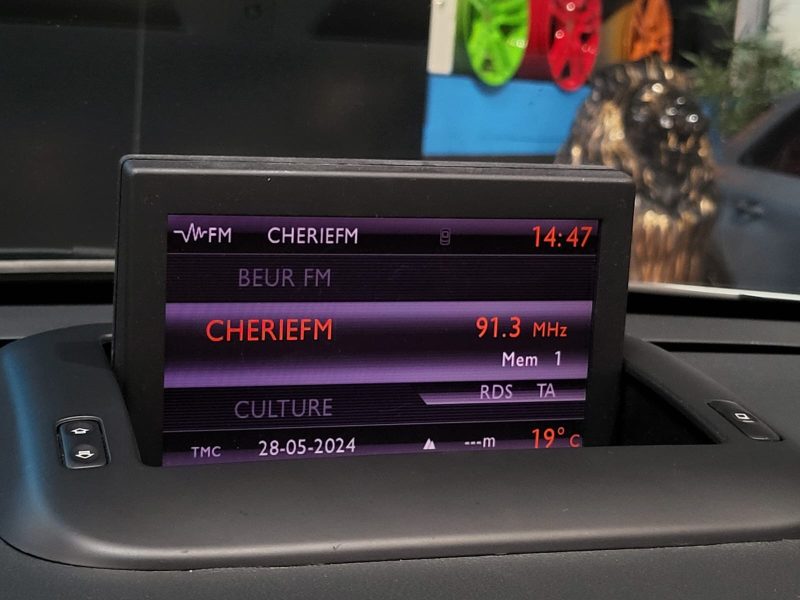 FM CHERIEFM 14:47
BEUR FM
CHERIEFM 91.3 MHz
Mem 1
RDS TA
CULTURE
TMC 28-05-2024 ---m 19° C